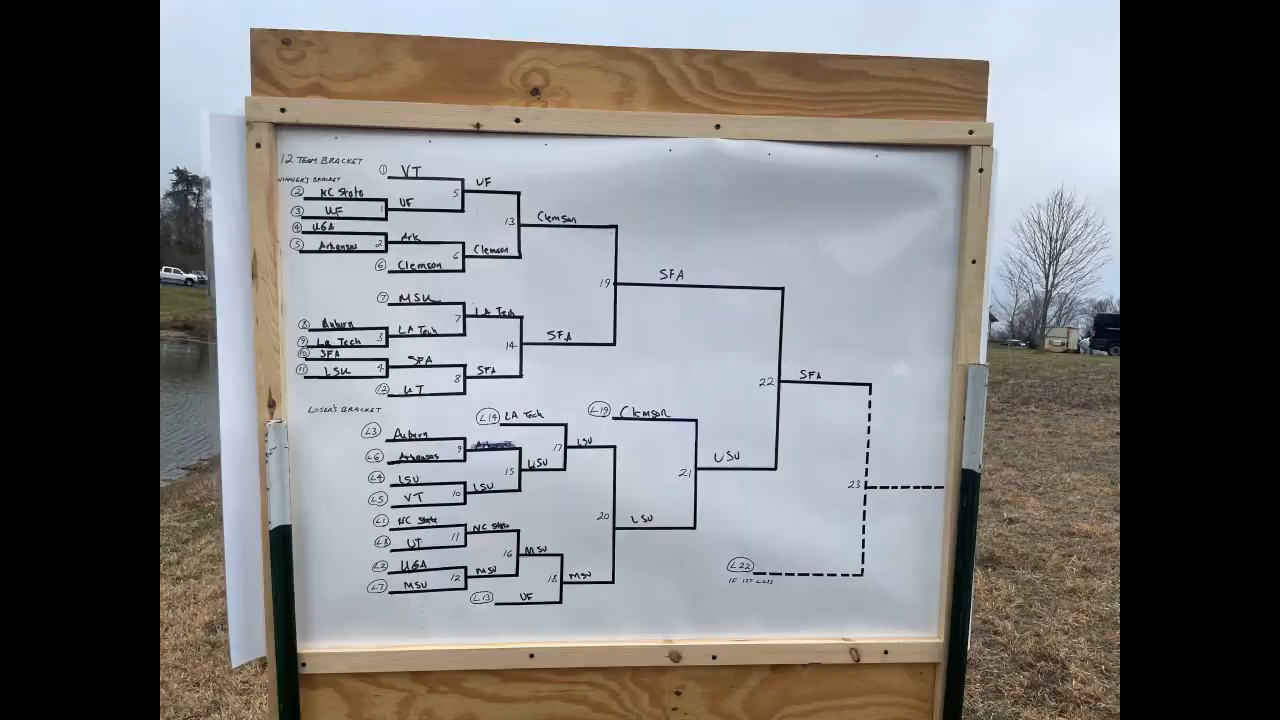 12 TEAM BRACKET
WINNER'S BRACKET
1 VT
2 NC State
3 UF
1 UF
5 UF
4 UGA
5 Arkansas
2 Ark
6 Clemson
6 Clemson
13 Clemson
7 MSU
8 Auburn
9 La Tech
3 LA Tech
7 LA Tech
10 SFA
11 LSU
4 SFA
12 UT
8 SFA
14 SFA
19 SFA
22 SFA
23
LOSER'S BRACKET
L3 Auburn
L6 Arkansas
9
L4 LSU
L5 VT
10 LSU
15 USU
L14 LA Tech
17 LSU
L1 NC State
L8 UT
11 NC State
L2 UGA
L7 MSU
12 MSU
16 MSU
L13 UF
18 MSU
20 LSU
L19 Clemson
21 USU
L22
IF 1ST LOSS